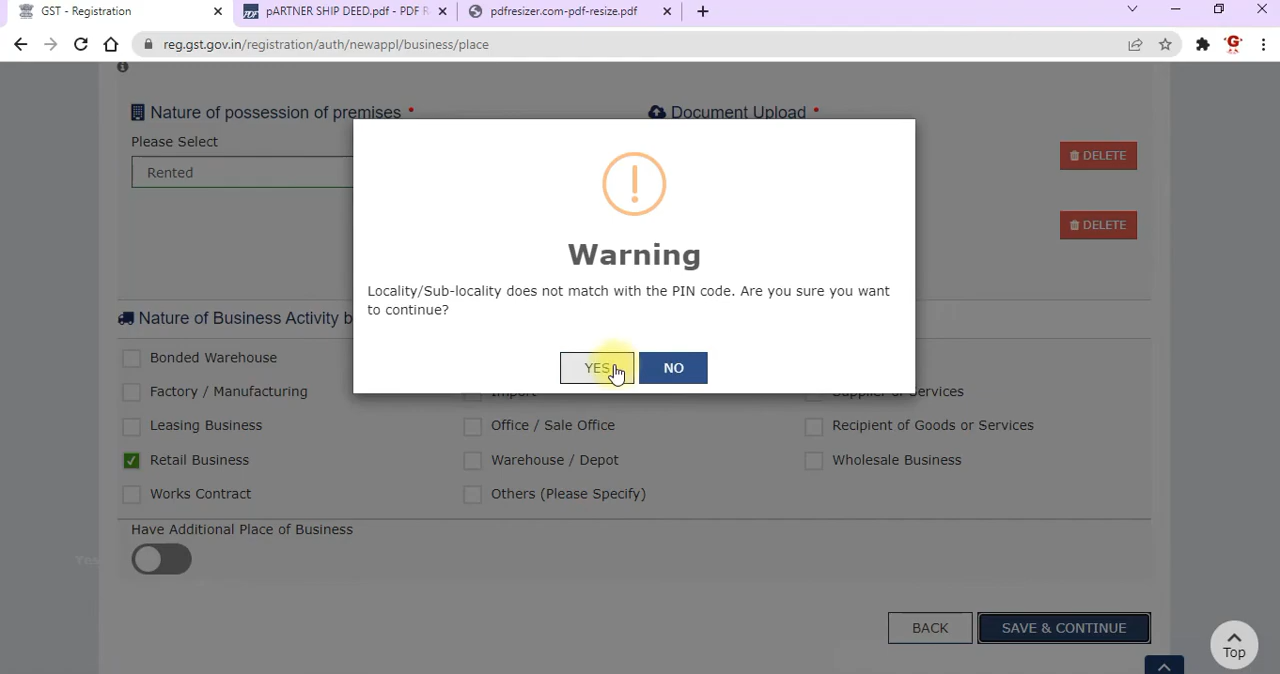 GST - Registration
pARTNER SHIP DEED.pdf - PDF R
pdfresizer.com-pdf-resize.pdf
reg.gst.gov.in/registration/auth/newappl/business/place
Nature of possession of premises *
Document Upload *
Please Select
Rented
DELETE
DELETE
Warning
Locality/Sub-locality does not match with the PIN code. Are you sure you want
to continue?
YES
NO
Nature of Business Activity b
Bonded Warehouse
Factory / Manufacturing
Import
Supplier of Services
Leasing Business
Office / Sale Office
Recipient of Goods or Services
Retail Business
Warehouse / Depot
Wholesale Business
Works Contract
Others (Please Specify)
Have Additional Place of Business
Yes
BACK
SAVE & CONTINUE
Top